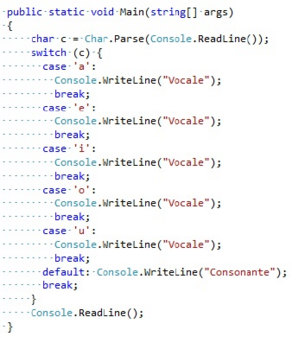 public static void Main(string[] args)
{
    char c = Char.Parse(Console.ReadLine());
    switch (c) {
      case 'a':
        Console.WriteLine("Vocale");
        break;
      case 'e':
        Console.WriteLine("Vocale");
        break;
      case 'i':
        Console.WriteLine("Vocale");
        break;
      case 'o':
        Console.WriteLine("Vocale");
        break;
      case 'u':
        Console.WriteLine("Vocale");
        break;
      default: Console.WriteLine("Consonante");
      break;
    }
    Console.ReadLine();
}